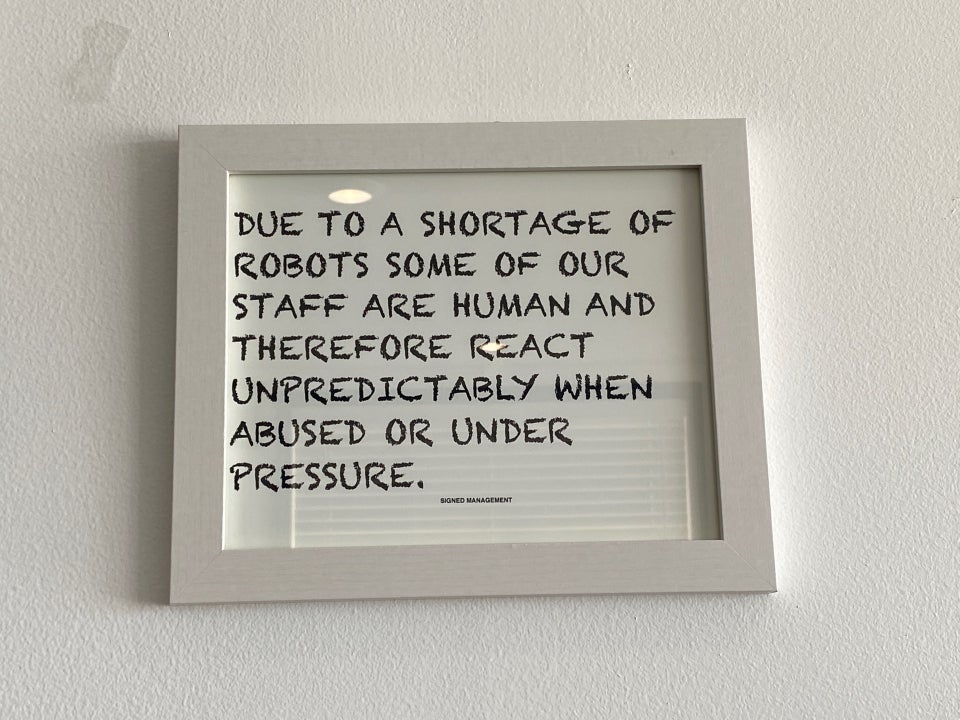 DUE TO A SHORTAGE OF
ROBOTS SOME OF OUR
STAFF ARE HUMAN AND
THEREFORE REACT
UNPREDICTABLY WHEN
ABUSED OR UNDER
PRESSURE.
SIGNED MANAGEMENT